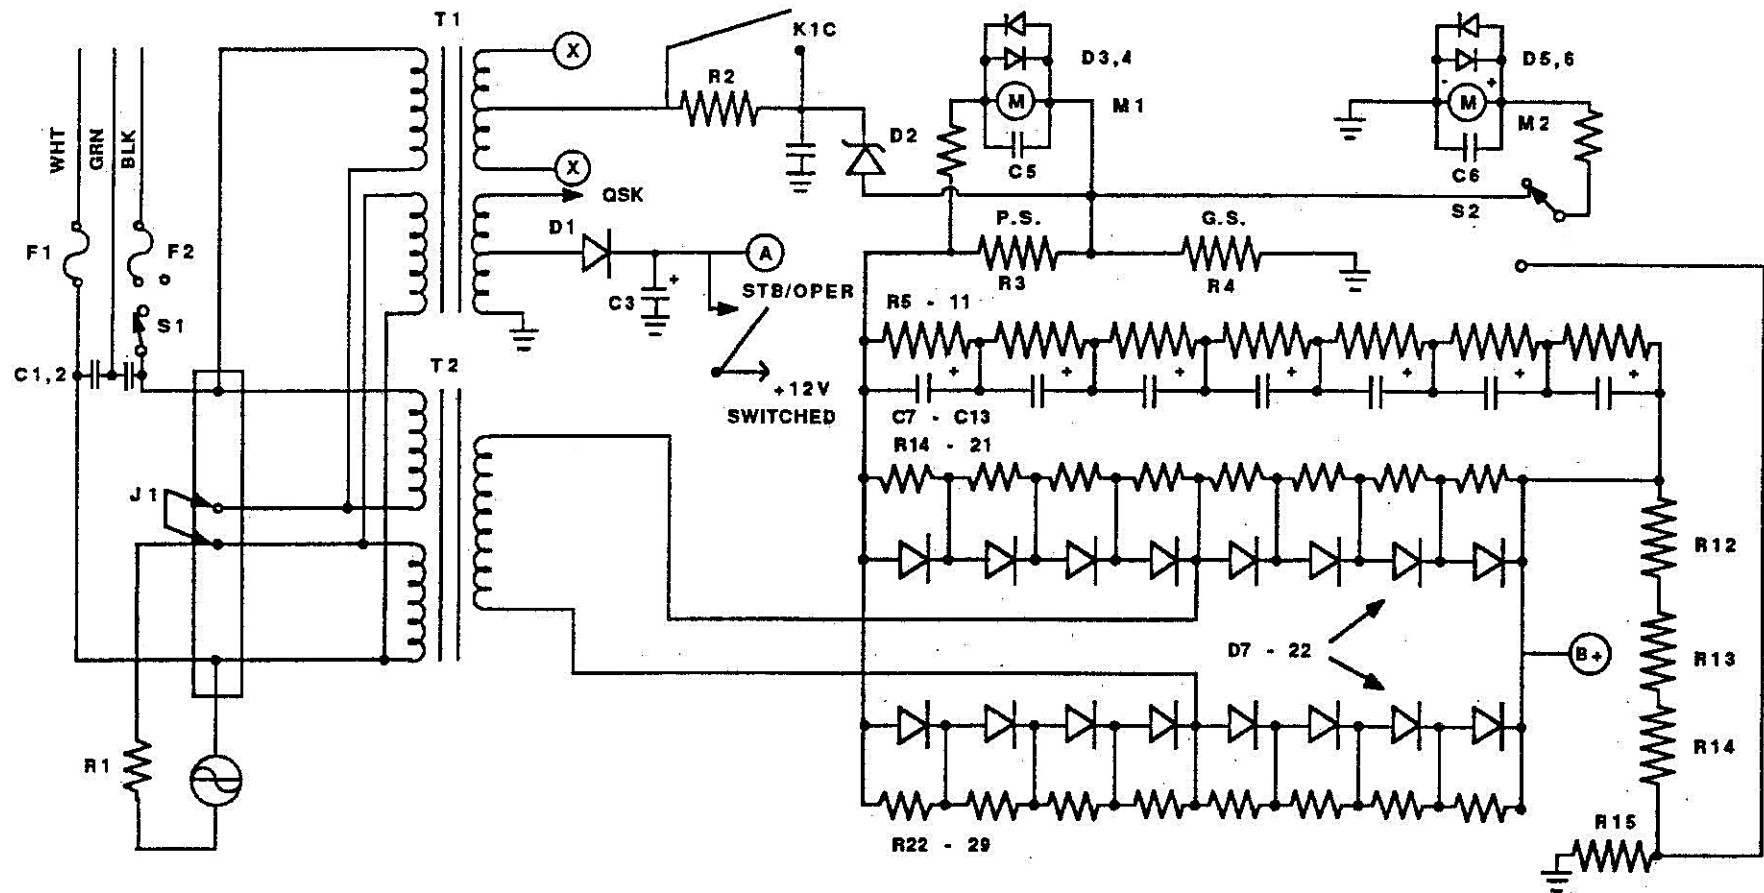 T1
K1C
X
R2
D3,4
M
M1
C5
D5,6
- +
M
M2
C6
WHT
GRN
BLK
D2
X
QSK
S2
F1
F2
D1
A
P.S.
G.S.
C3
+
STB/OPER
R3
R4
S1
R5 - 11
C1,2
T2
+12V
SWITCHED
+ + + + + + +
C7 - C13
R14 - 21
J1
R12
D7 - 22
B+
R13
R14
R1
R15
R22 - 29